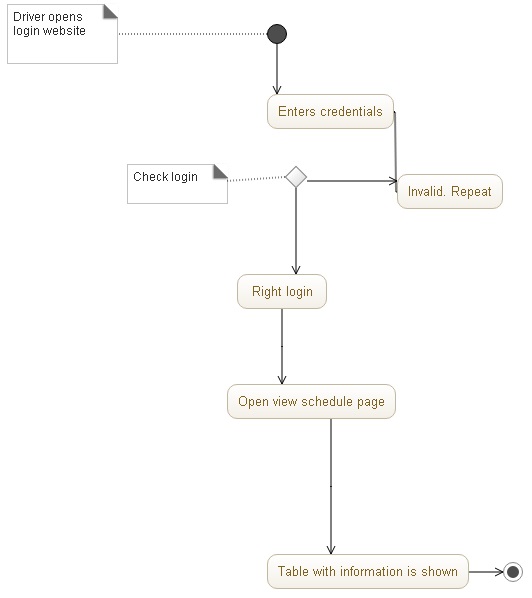 Driver opens
login website
Enters credentials
Check login
Invalid. Repeat
Right login
Open view schedule page
Table with information is shown